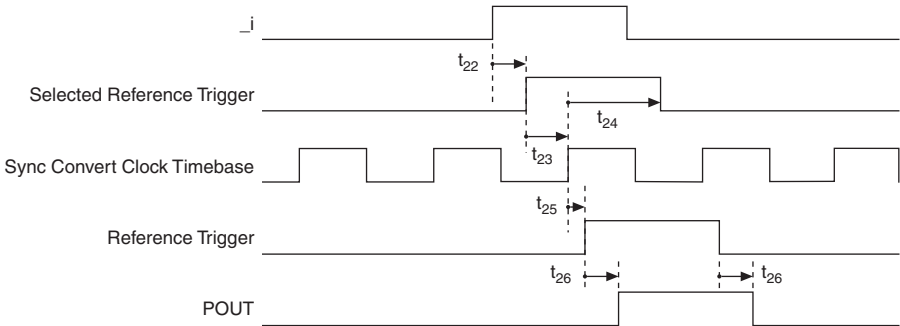 _i
t22
Selected Reference Trigger
t24
t23
Sync Convert Clock Timebase
t25
Reference Trigger
t26
t26
POUT